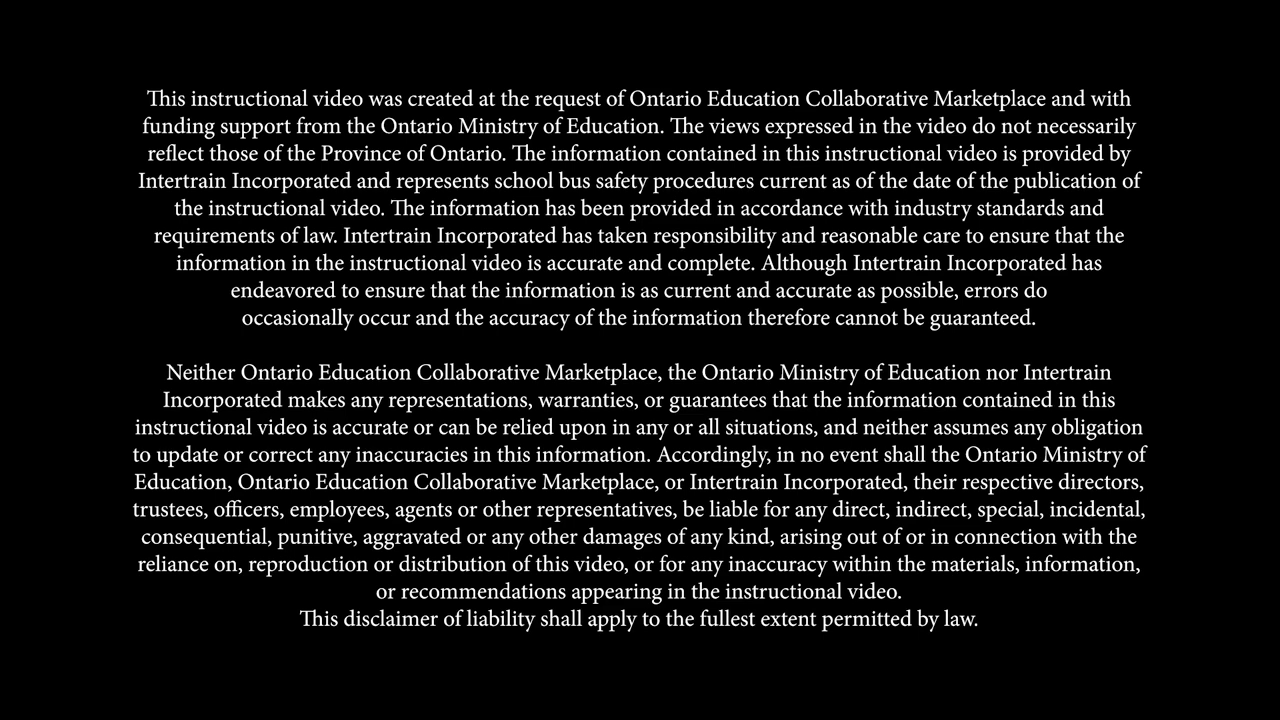 This instructional video was created at the request of Ontario Education Collaborative Marketplace and with
funding support from the Ontario Ministry of Education. The views expressed in the video do not necessarily
reflect those of the Province of Ontario. The information contained in this instructional video is provided by
Intertrain Incorporated and represents school bus safety procedures current as of the date of the publication of
the instructional video. The information has been provided in accordance with industry standards and
requirements of law. Intertrain Incorporated has taken responsibility and reasonable care to ensure that the
information in the instructional video is accurate and complete. Although Intertrain Incorporated has
endeavored to ensure that the information is as current and accurate as possible, errors do
occasionally occur and the accuracy of the information therefore cannot be guaranteed.
Neither Ontario Education Collaborative Marketplace, the Ontario Ministry of Education nor Intertrain
Incorporated makes any representations, warranties, or guarantees that the information contained in this
instructional video is accurate or can be relied upon in any or all situations, and neither assumes any obligation
to update or correct any inaccuracies in this information. Accordingly, in no event shall the Ontario Ministry of
Education, Ontario Education Collaborative Marketplace, or Intertrain Incorporated, their respective directors,
trustees, officers, employees, agents or other representatives, be liable for any direct, indirect, special, incidental,
consequential, punitive, aggravated or any other damages of any kind, arising out of or in connection with the
reliance on, reproduction or distribution of this video, or for any inaccuracy within the materials, information,
or recommendations appearing in the instructional video.
This disclaimer of liability shall apply to the fullest extent permitted by law.